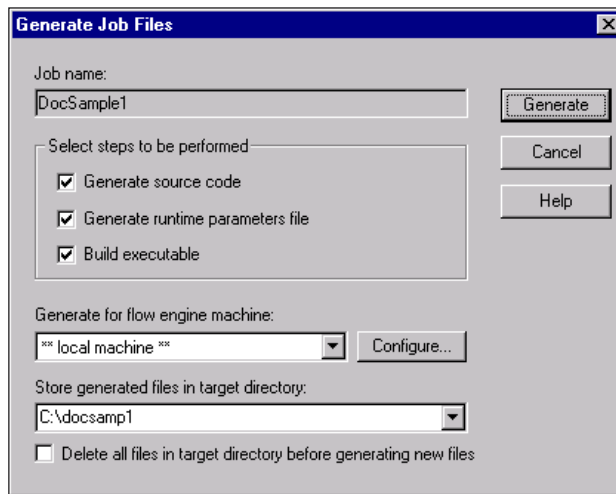 Generate Job Files
Job name:
DocSample1
Generate
Select steps to be performed
Cancel
Generate source code
Help
Generate runtime parameters file
Build executable
Generate for flow engine machine:
** local machine **
Configure...
Store generated files in target directory:
C:\docsamp1
Delete all files in target directory before generating new files